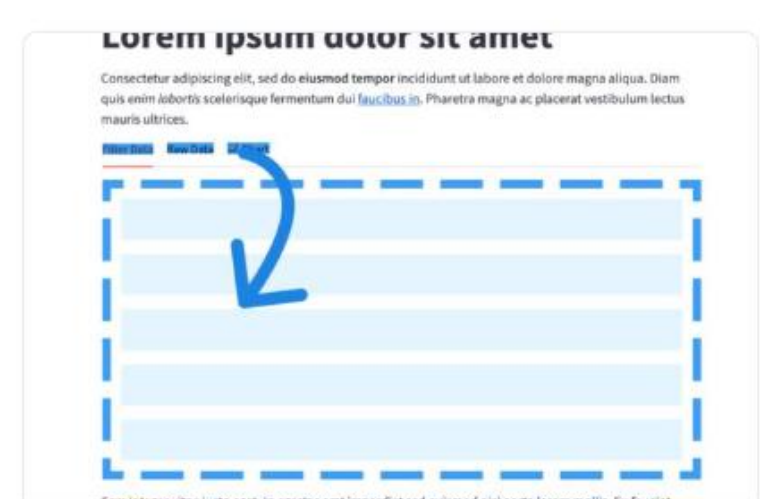 Lorem ipsum dolor sit amet
Consectetur adipiscing elit, sed do eiusmod tempor incididunt ut labore et dolore magna aliqua. Diam
quis enim lobortis scelerisque fermentum dui faucibus in. Pharetra magna ac placerat vestibulum lectus
mauris ultrices.
Filter Data Raw Data Chart